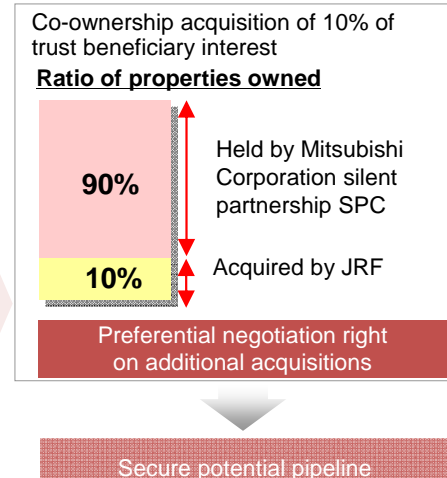 Co-ownership acquisition of 10% of
trust beneficiary interest
Ratio of properties owned
90%
Held by Mitsubishi
Corporation silent
partnership SPC
10%
Acquired by JRF
Preferential negotiation right
on additional acquisitions
Secure potential pipeline